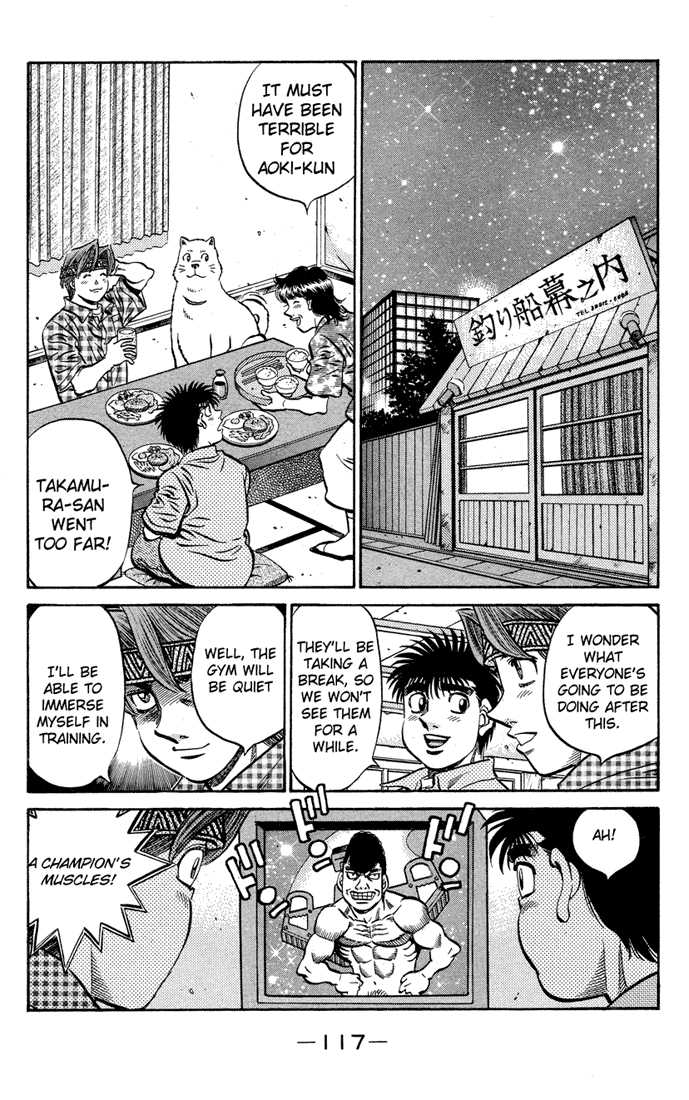 釣り船幕之内
IT MUST
HAVE BEEN
TERRIBLE
FOR
AOKI-KUN
TAKAMU-
RA-SAN
WENT
TOO FAR!
I WONDER
WHAT
EVERYONE'S
GOING TO BE
DOING AFTER
THIS.
THEY'LL BE
TAKING A
BREAK, SO
WE WON'T
SEE THEM
FOR A
WHILE.
WELL, THE
GYM WILL
BE QUIET
I'LL BE
ABLE TO
IMMERSE
MYSELF IN
TRAINING.
AH!
ドドン
ドドン
A CHAMPION'S
MUSCLES!
—117—